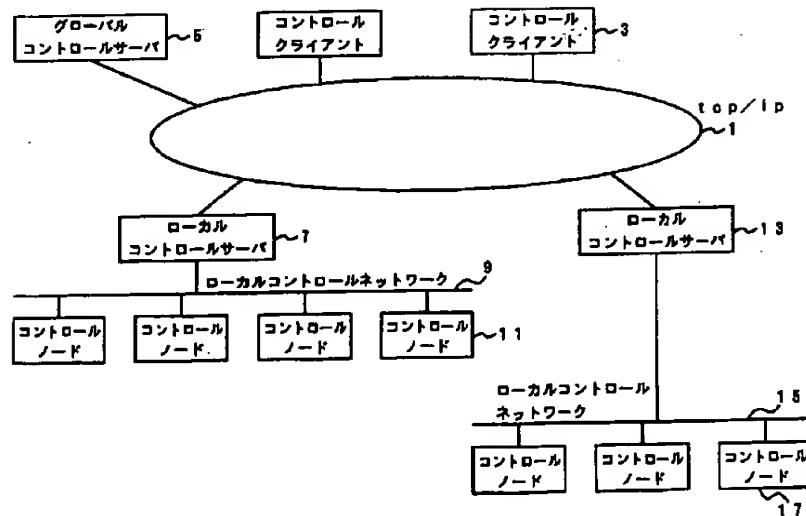 グローバル
コントロールサーバ
5
コントロール
クライアント
コントロール
クライアント
3
tcp/ip
1
ローカル
コントロールサーバ
7
ローカル
コントロールサーバ
13
ローカルコントロールネットワーク
9
コントロール
ノード
コントロール
ノード
コントロール
ノード
コントロール
ノード
11
ローカルコントロール
ネットワーク
15
コントロール
ノード
コントロール
ノード
コントロール
ノード
17